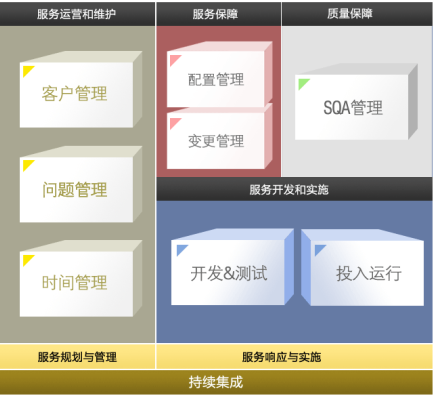 服务运营和维护
服务保障
质量保障
客户管理
配置管理
SQA管理
变更管理
问题管理
服务开发和实施
时间管理
开发&测试
投入运行
服务规划与管理
服务响应与实施
持续集成